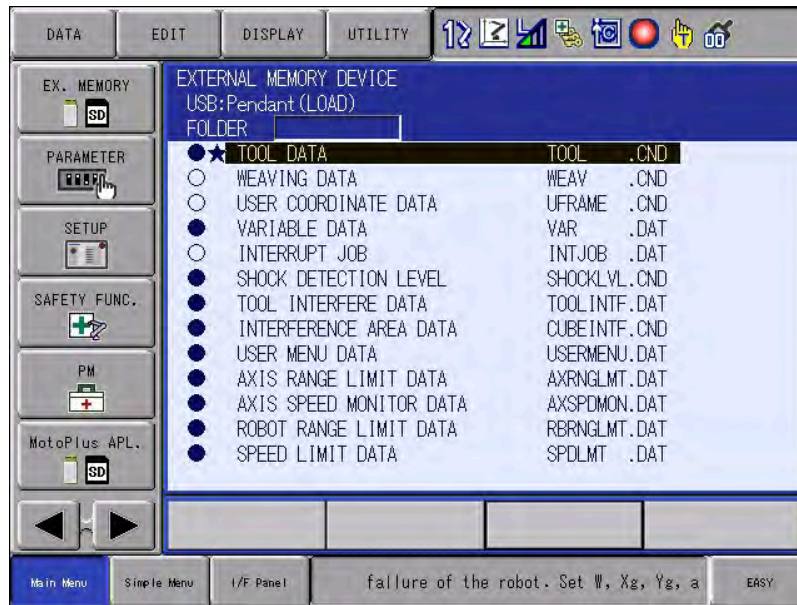 DATA EDIT DISPLAY UTILITY
EX. MEMORY
SD
PARAMETER
SETUP
SAFETY FUNC.
PM
MotoPlus APL.
SD
EXTERNAL MEMORY DEVICE
USB:Pendant(LOAD)
FOLDER
TOOL DATA TOOL .CND
WEAVING DATA WEAV .CND
USER COORDINATE DATA UFRAME .CND
VARIABLE DATA VAR .DAT
INTERRUPT JOB INTJOB .DAT
SHOCK DETECTION LEVEL SHOCKLVL.CND
TOOL INTERFERE DATA TOOLINTF.DAT
INTERFERENCE AREA DATA CUBEINTF.CND
USER MENU DATA USERMENU.DAT
AXIS RANGE LIMIT DATA AXRNGLMT.DAT
AXIS SPEED MONITOR DATA AXSPDMON.DAT
ROBOT RANGE LIMIT DATA RBRNGLMT.DAT
SPEED LIMIT DATA SPDLMT .DAT
Main Menu Simple Menu I/F Panel failure of the robot. Set W, Xg, Yg, a EASY